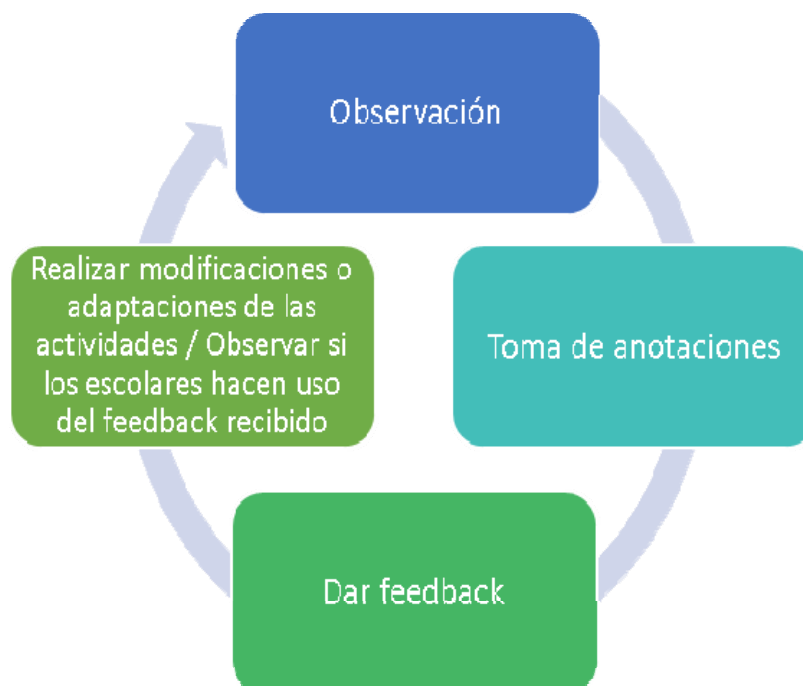 Observación
Toma de anotaciones
Dar feedback
Realizar modificaciones o
adaptaciones de las
actividades / Observar si
los escolares hacen uso
del feedback recibido